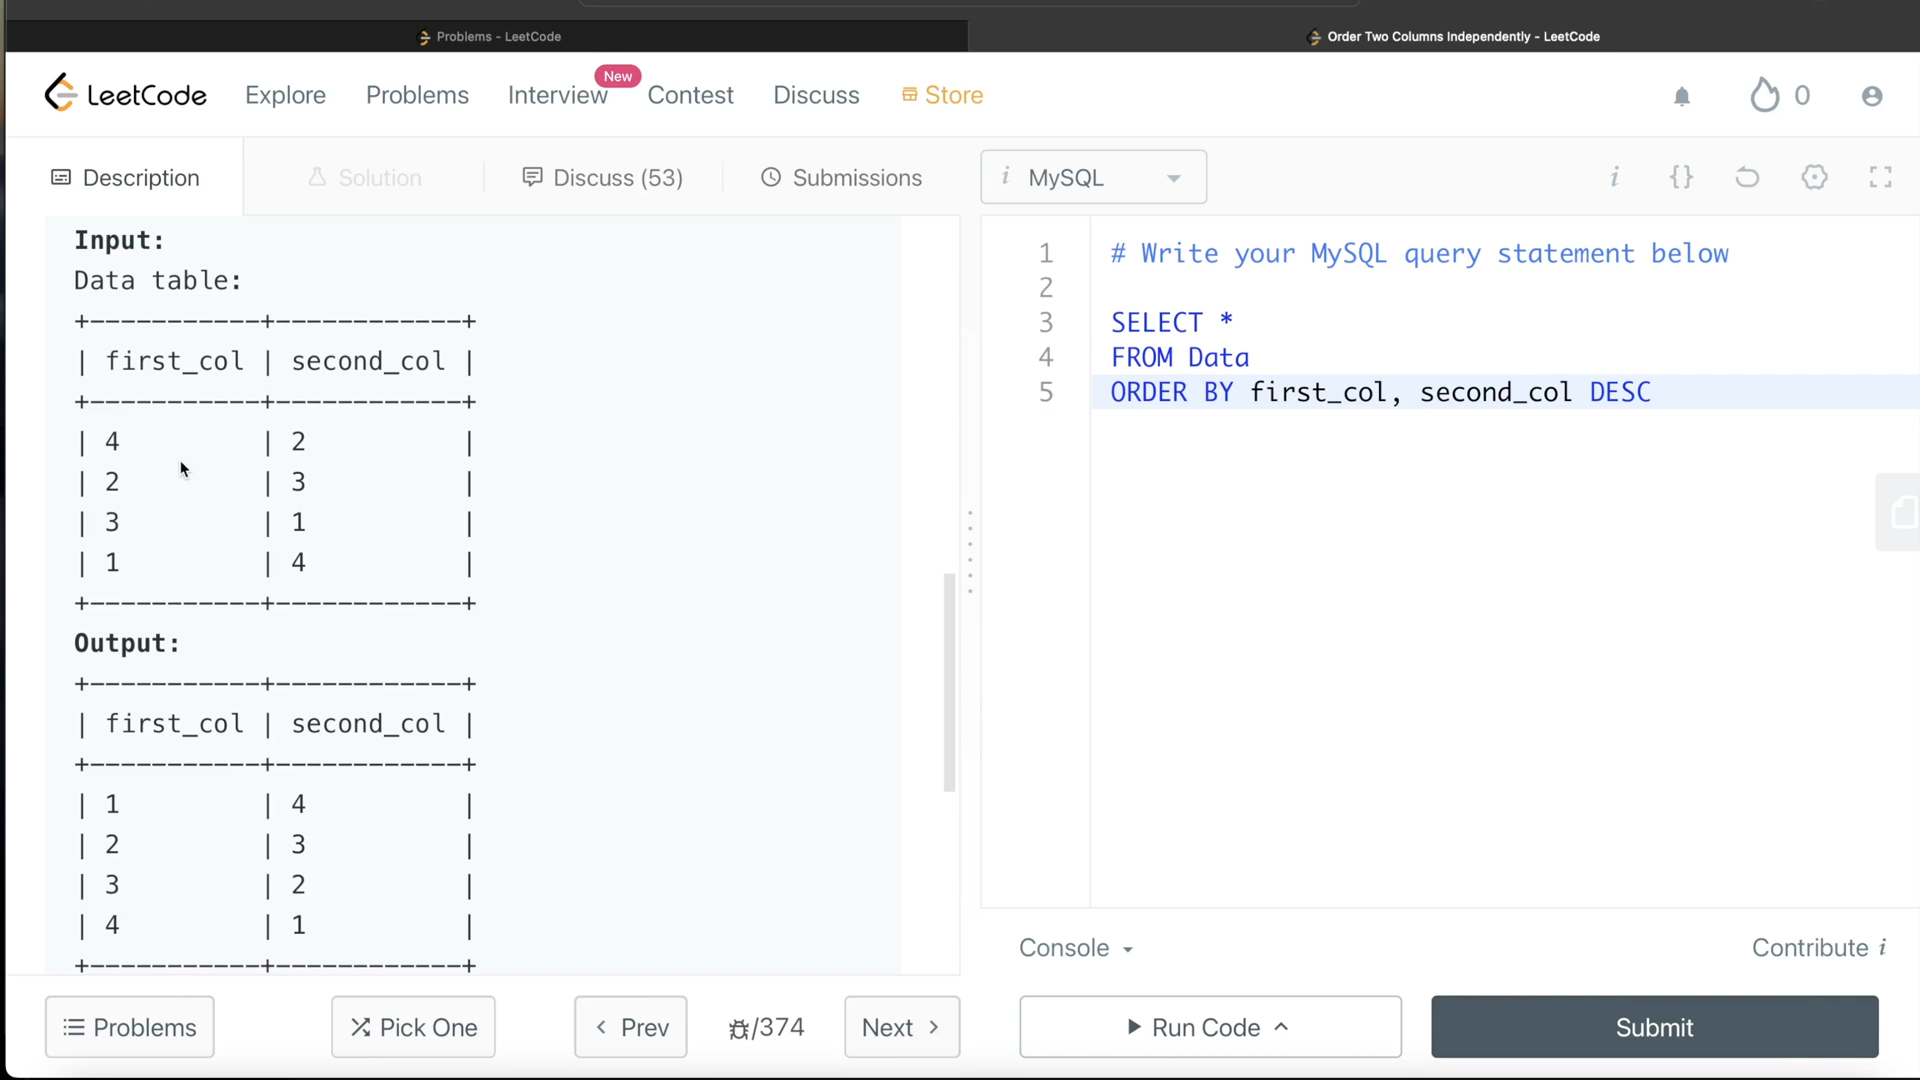 Problems - LeetCode
Order Two Columns Independently - LeetCode
LeetCode
Explore
Problems
Interview
New
Contest
Discuss
Store
0
Description
Solution
Discuss (53)
Submissions
i MySQL
i {}
Input:
Data table:
+-----------+------------+
| first_col | second_col |
+-----------+------------+
| 4         | 2          |
| 2         | 3          |
| 3         | 1          |
| 1         | 4          |
+-----------+------------+
Output:
+-----------+------------+
| first_col | second_col |
+-----------+------------+
| 1         | 4          |
| 2         | 3          |
| 3         | 2          |
| 4         | 1          |
+-----------+------------+
1 # Write your MySQL query statement below
2
3 SELECT *
4 FROM Data
5 ORDER BY first_col, second_col DESC
Console
Contribute i
Problems
Pick One
< Prev
/374
Next >
Run Code
Submit